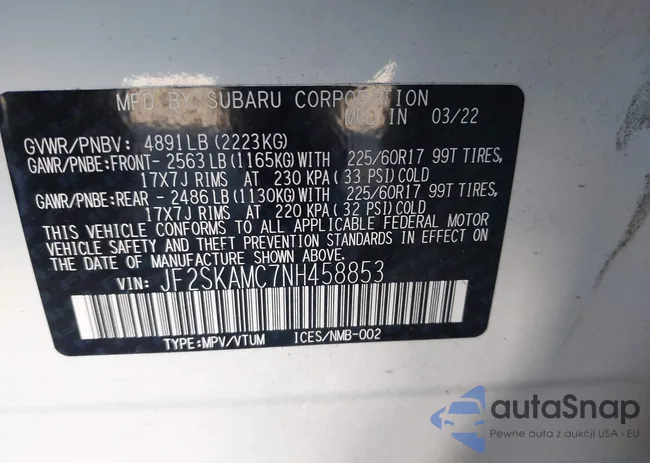 MFD BY SUBARU CORPORATION
MFD IN 03/22
GVWR/PNBV: 4891LB (2223KG)
GAWR/PNBE:FRONT- 2563 LB (1165KG)WITH 225/60R17 99T TIRES,
17X7J RIMS AT 230 KPA (33 PSI)COLD
GAWR/PNBE:REAR - 2486 LB (1130KG)WITH 225/60R17 99T TIRES,
17X7J RIMS AT 220 KPA (32 PSI)COLD
THIS VEHICLE CONFORMS TO ALL APPLICABLE FEDERAL MOTOR
VEHICLE SAFETY AND THEFT PREVENTION STANDARDS IN EFFECT ON
THE DATE OF MANUFACTURE SHOWN ABOVE.
VIN: JF2SKAMC7NH458853
TYPE:MPV/VTUM ICES/NMB-002
autoSnap
Pewne auta z aukcji USA i EU